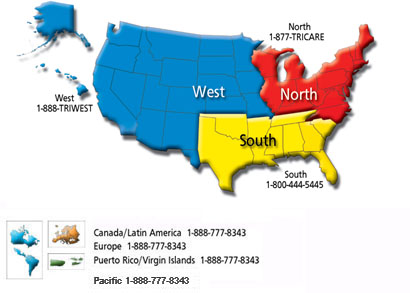 North
1-877-TRICARE
West
North
West
1-888-TRIWEST
South
South
1-800-444-5445
Canada/Latin America 1-888-777-8343
Europe 1-888-777-8343
Puerto Rico/Virgin Islands 1-888-777-8343
Pacific 1-888-777-8343